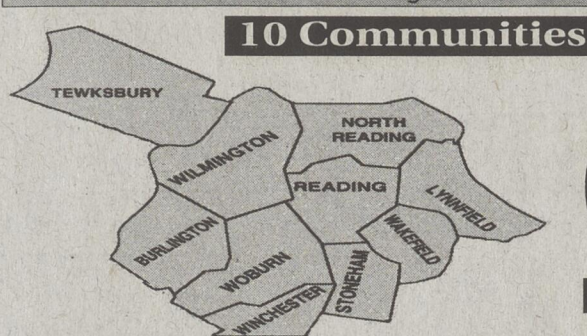 10 Communities
TEWKSBURY
NORTH
READING
WILMINGTON
READING
LYNNFIELD
BURLINGTON
WAKEFIELD
WOBURN
STONEHAM
WINCHESTER